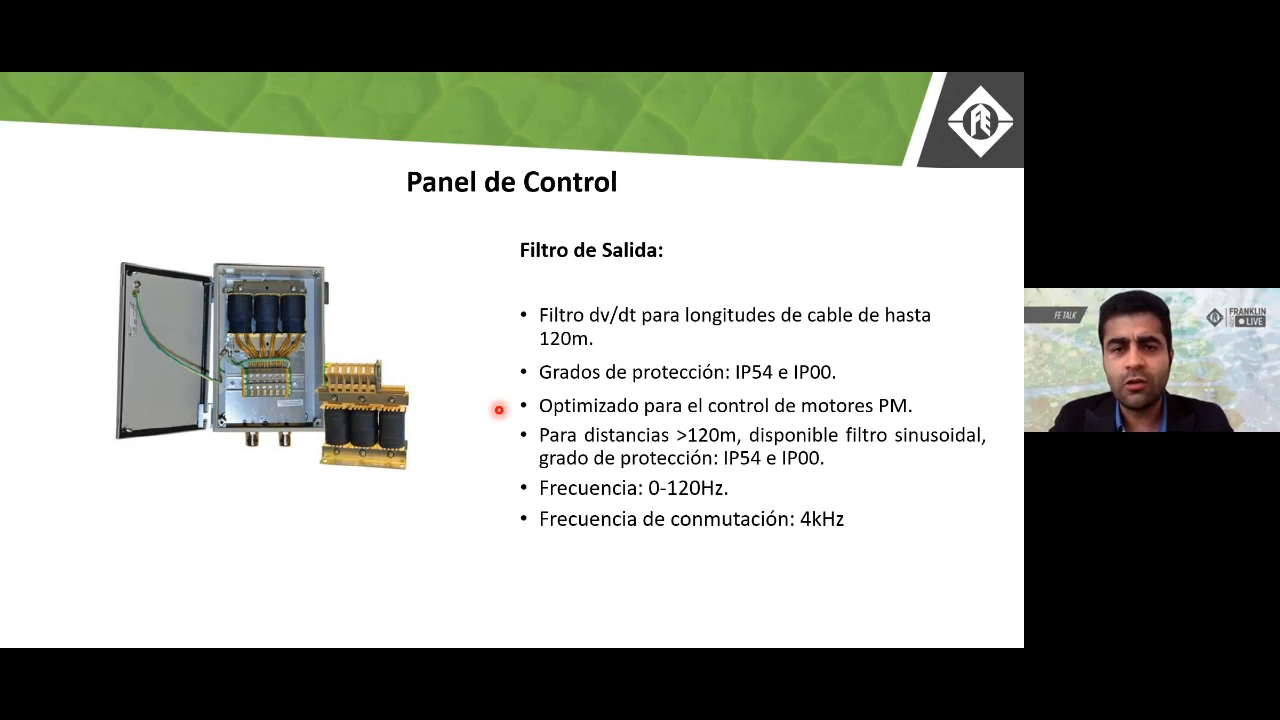 Panel de Control
Filtro de Salida:
• Filtro dv/dt para longitudes de cable de hasta
120m.
• Grados de protección: IP54 e IP00.
• Optimizado para el control de motores PM.
• Para distancias >120m, disponible filtro sinusoidal,
grado de protección: IP54 e IP00.
• Frecuencia: 0-120Hz.
• Frecuencia de conmutación: 4kHz
FE
FE TALK
FRANKLIN
LIVE